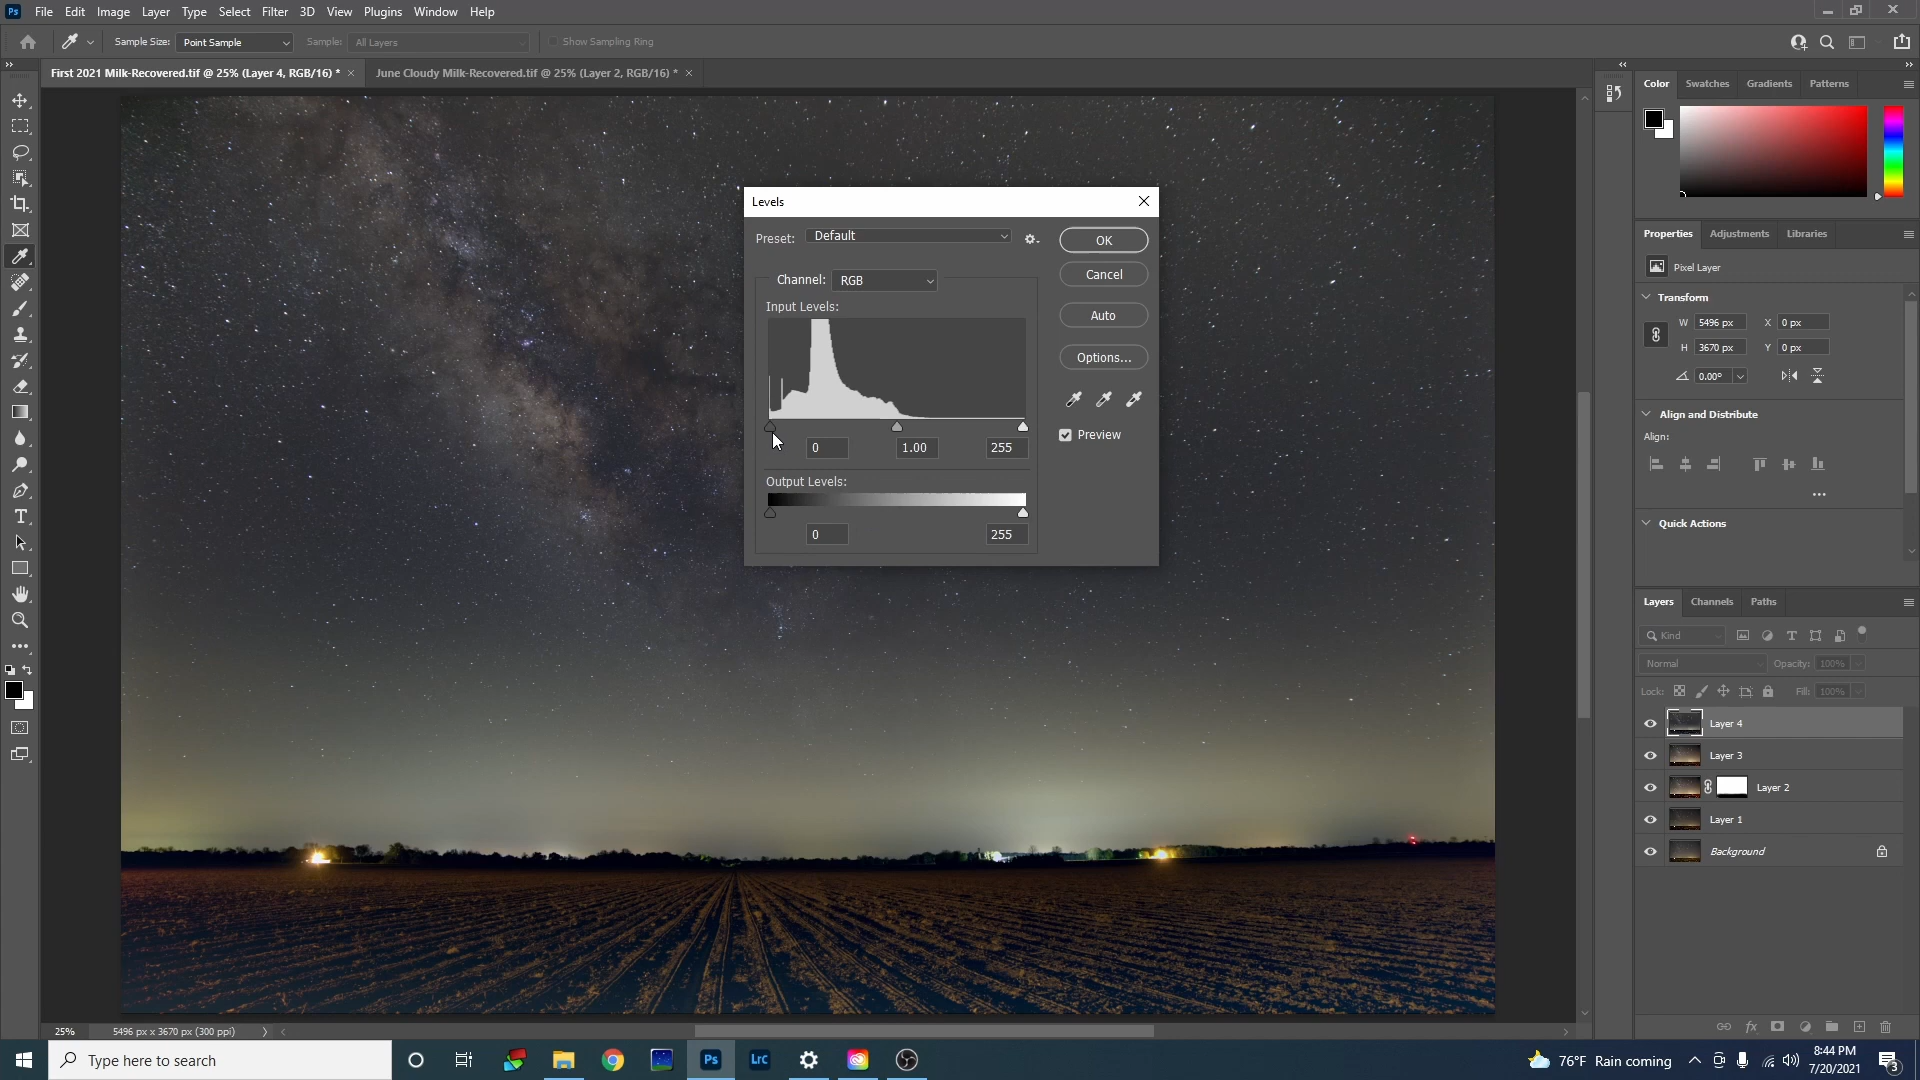 Ps File Edit Image Layer Type Select Filter 3D View Plugins Window Help
Sample Size: Point Sample Sample: All Layers Show Sampling Ring
First 2021 Milk-Recovered.tif @ 25% (Layer 4, RGB/16) * June Cloudy Milk-Recovered.tif @ 25% (Layer 2, RGB/16) *
Color Swatches Gradients Patterns
Levels
Preset: Default
OK
Channel: RGB
Cancel
Input Levels:
Auto
Options...
Preview
0 1.00 255
Output Levels:
0 255
Properties Adjustments Libraries
Pixel Layer
Transform
W 5496 px X 0 px
H 3670 px Y 0 px
0.00°
Align and Distribute
Align:
Quick Actions
Layers Channels Paths
Kind
Normal Opacity: 100%
Lock: Fill: 100%
Layer 4
Layer 3
Layer 2
Layer 1
Background
25% 5496 px x 3670 px (300 ppi)
Type here to search
Ps
Lrc
76°F Rain coming
8:44 PM
7/20/2021
3